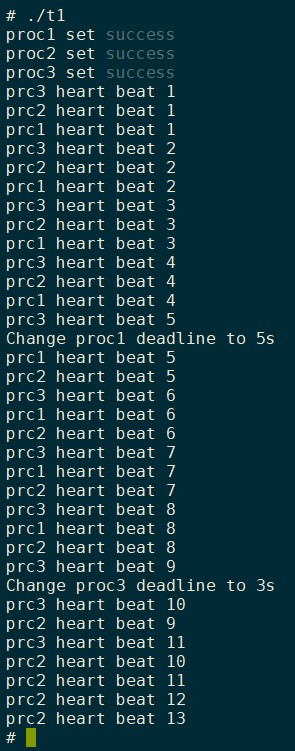 # ./t1
proc1 set success
proc2 set success
proc3 set success
prc3 heart beat 1
prc2 heart beat 1
prc1 heart beat 1
prc3 heart beat 2
prc2 heart beat 2
prc1 heart beat 2
prc3 heart beat 3
prc2 heart beat 3
prc1 heart beat 3
prc3 heart beat 4
prc2 heart beat 4
prc1 heart beat 4
prc3 heart beat 5
Change proc1 deadline to 5s
prc1 heart beat 5
prc2 heart beat 5
prc3 heart beat 6
prc1 heart beat 6
prc2 heart beat 6
prc3 heart beat 7
prc1 heart beat 7
prc2 heart beat 7
prc3 heart beat 8
prc1 heart beat 8
prc2 heart beat 8
prc3 heart beat 9
Change proc3 deadline to 3s
prc3 heart beat 10
prc2 heart beat 9
prc3 heart beat 11
prc2 heart beat 10
prc2 heart beat 11
prc2 heart beat 12
prc2 heart beat 13
#